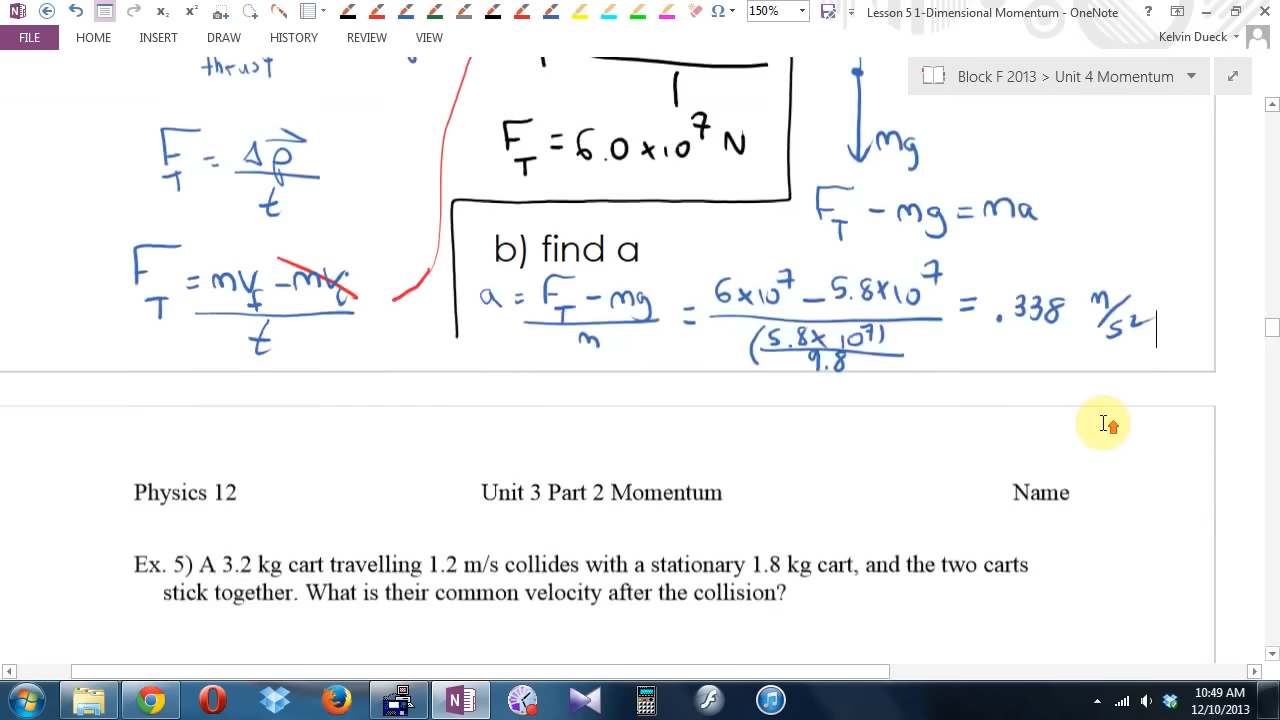 Lesson 5 1-Dimensional Momentum - OneNote
150%
FILE HOME INSERT DRAW HISTORY REVIEW VIEW
Kelvin Dueck
Block F 2013 > Unit 4 Momentum
thrust
F_T = Δp⃗ / t
F_T = 6.0 x 10^7 N
mg
F_T - mg = ma
F_T = mv_f - mv_i / t
b) find a
a = F_T - mg / m = 6x10^7 - 5.8x10^7 / (5.8x10^7) / 9.8 = .338 m/s^2
Physics 12 Unit 3 Part 2 Momentum Name
Ex. 5) A 3.2 kg cart travelling 1.2 m/s collides with a stationary 1.8 kg cart, and the two carts
stick together. What is their common velocity after the collision?
10:49 AM
12/10/2013